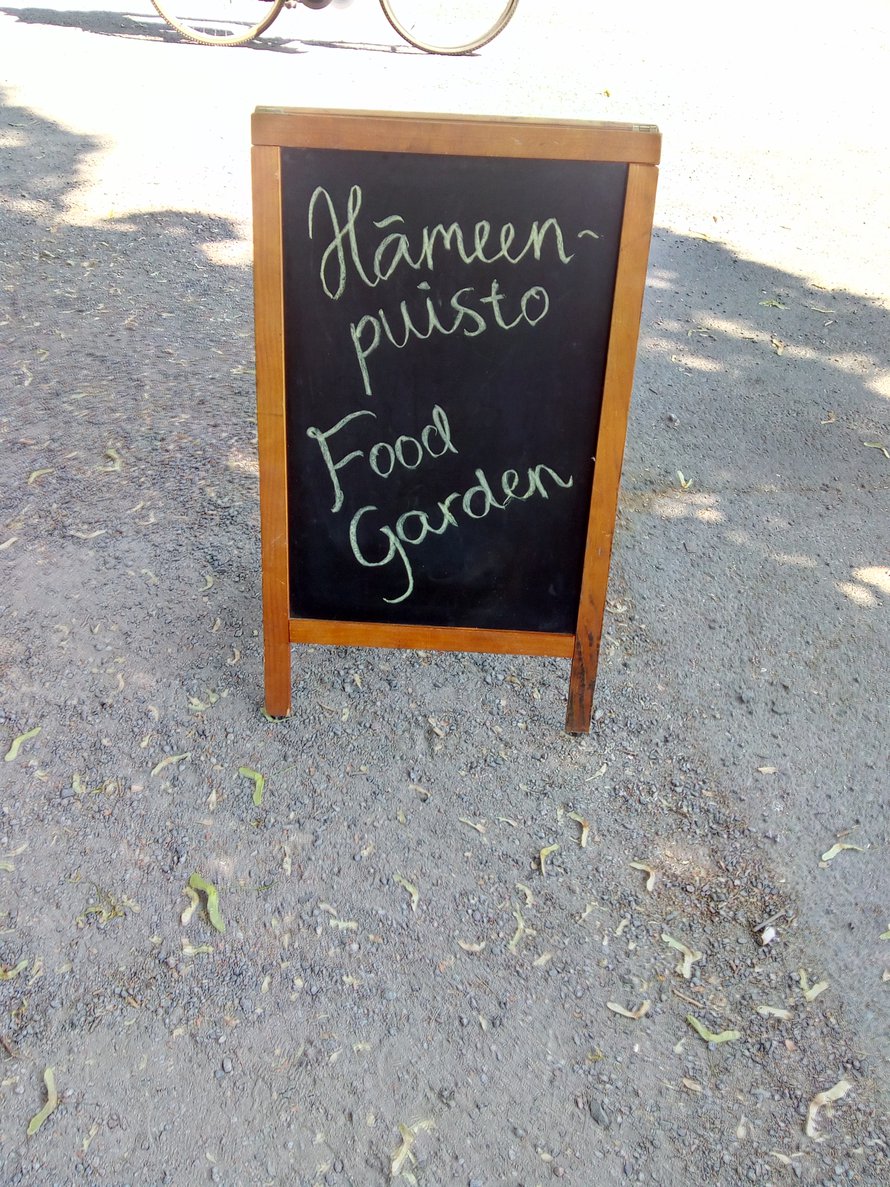 Hämeen-
puisto
Food
Garden